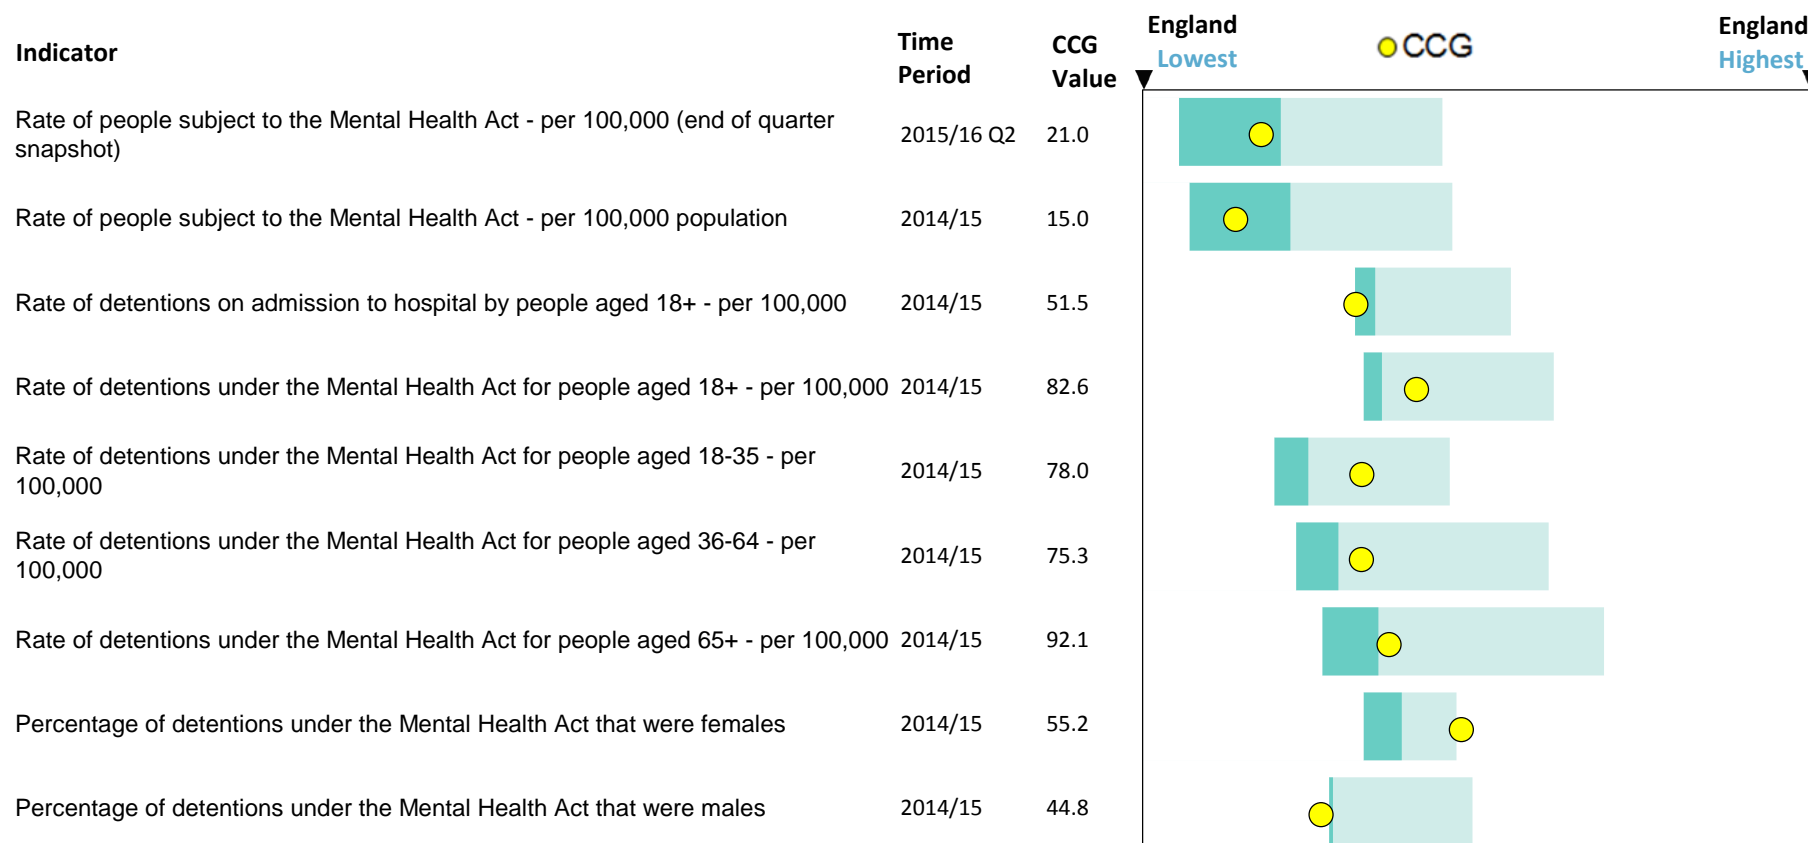 Indicator
Time
Period
CCG
Value
England
Lowest
CCG
England
Highest
Rate of people subject to the Mental Health Act - per 100,000 (end of quarter
snapshot)
2015/16 Q2
21.0
Rate of people subject to the Mental Health Act - per 100,000 population
2014/15
15.0
Rate of detentions on admission to hospital by people aged 18+ - per 100,000
2014/15
51.5
Rate of detentions under the Mental Health Act for people aged 18+ - per 100,000
2014/15
82.6
Rate of detentions under the Mental Health Act for people aged 18-35 - per
100,000
2014/15
78.0
Rate of detentions under the Mental Health Act for people aged 36-64 - per
100,000
2014/15
75.3
Rate of detentions under the Mental Health Act for people aged 65+ - per 100,000
2014/15
92.1
Percentage of detentions under the Mental Health Act that were females
2014/15
55.2
Percentage of detentions under the Mental Health Act that were males
2014/15
44.8